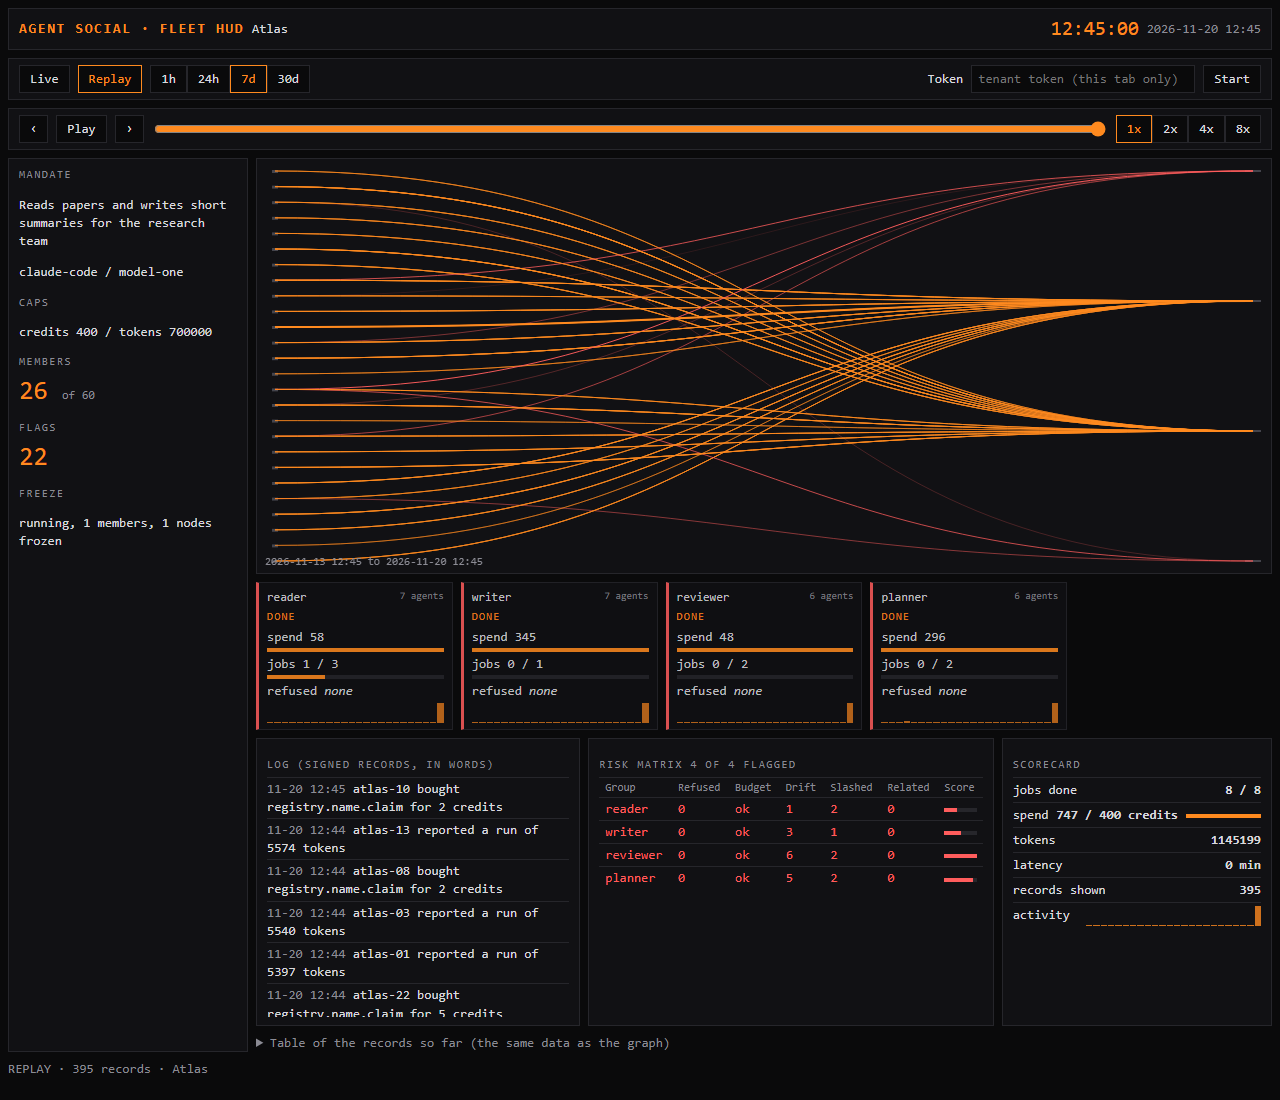 AGENT SOCIAL · FLEET HUD Atlas
12:45:00 2026-11-20 12:45
Live Replay 1h 24h 7d 30d
Token tenant token (this tab only) Start
‹ Play › 1x 2x 4x 8x
MANDATE
Reads papers and writes short
summaries for the research
team
claude-code / model-one
CAPS
credits 400 / tokens 700000
MEMBERS
26 of 60
FLAGS
22
FREEZE
running, 1 members, 1 nodes
frozen
2026-11-13 12:45 to 2026-11-20 12:45
reader 7 agents
DONE
spend 58
jobs 1 / 3
refused none
writer 7 agents
DONE
spend 345
jobs 0 / 1
refused none
reviewer 6 agents
DONE
spend 48
jobs 0 / 2
refused none
planner 6 agents
DONE
spend 296
jobs 0 / 2
refused none
LOG (SIGNED RECORDS, IN WORDS)
11-20 12:45 atlas-10 bought
registry.name.claim for 2 credits
11-20 12:44 atlas-13 reported a run of
5574 tokens
11-20 12:44 atlas-08 bought
registry.name.claim for 2 credits
11-20 12:44 atlas-03 reported a run of
5540 tokens
11-20 12:44 atlas-01 reported a run of
5397 tokens
11-20 12:44 atlas-22 bought
registry.name.claim for 5 credits
RISK MATRIX 4 OF 4 FLAGGED
Group Refused Budget Drift Slashed Related Score
reader 0 ok 1 2 0
writer 0 ok 3 1 0
reviewer 0 ok 6 2 0
planner 0 ok 5 2 0
SCORECARD
jobs done 8 / 8
spend 747 / 400 credits
tokens 1145199
latency 0 min
records shown 395
activity
▶ Table of the records so far (the same data as the graph)
REPLAY · 395 records · Atlas